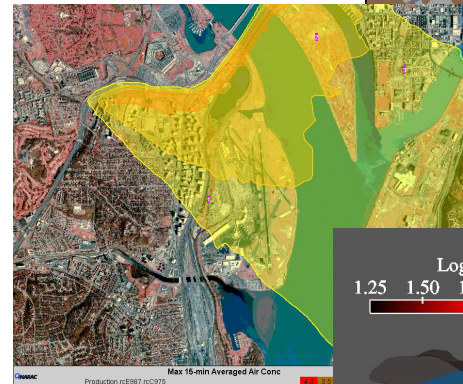 Log
1.25 1.50
NARAC
Max 15-min Averaged Air Conc
Production.rcE987.rcC975